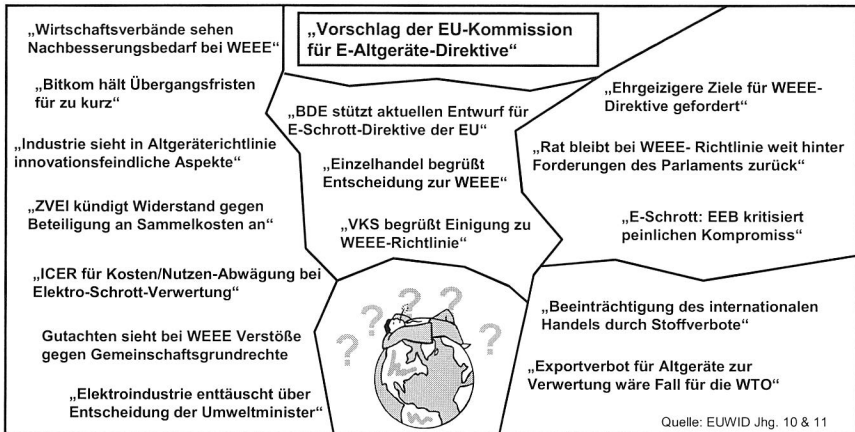 „Wirtschaftsverbände sehen
Nachbesserungsbedarf bei WEEE“
„Bitkom hält Übergangsfristen
für zu kurz“
„Industrie sieht in Altgeräterichtlinie
innovationsfeindliche Aspekte“
„ZVEI kündigt Widerstand gegen
Beteiligung an Sammelkosten an“
„ICER für Kosten/Nutzen-Abwägung bei
Elektro-Schrott-Verwertung“
Gutachten sieht bei WEEE Verstöße
gegen Gemeinschaftsgrundrechte
„Elektroindustrie enttäuscht über
Entscheidung der Umweltminister“
„Vorschlag der EU-Kommission
für E-Altgeräte-Direktive“
„BDE stützt aktuellen Entwurf für
E-Schrott-Direktive der EU“
„Einzelhandel begrüßt
Entscheidung zur WEEE“
„VKS begrüßt Einigung zu
WEEE-Richtlinie“
? ? ? ? ?
„Ehrgeizigere Ziele für WEEE-
Direktive gefordert“
„Rat bleibt bei WEEE- Richtlinie weit hinter
Forderungen des Parlaments zurück“
„E-Schrott: EEB kritisiert
peinlichen Kompromiss“
„Beeinträchtigung des internationalen
Handels durch Stoffverbote“
„Exportverbot für Altgeräte zur
Verwertung wäre Fall für die WTO“
Quelle: EUWID Jhg. 10 & 11